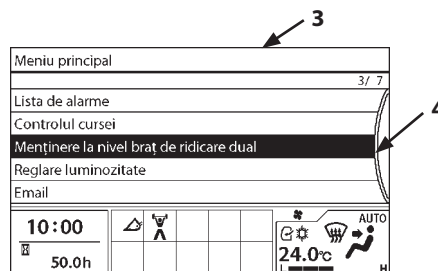 3
Meniu principal
3/ 7
Lista de alarme
4
Controlul cursei
Menținere la nivel braț de ridicare dual
Reglare luminozitate
Email
10:00
AUTO
24.0°c
50.0h
L
H